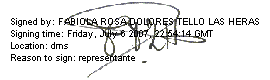 Signed by: FABIOLA ROSA DOLORES TELLO LAS HERAS
Signing time: Friday, July 6 2007, 22:54:14 GMT
Location: dms
Reason to sign: representante